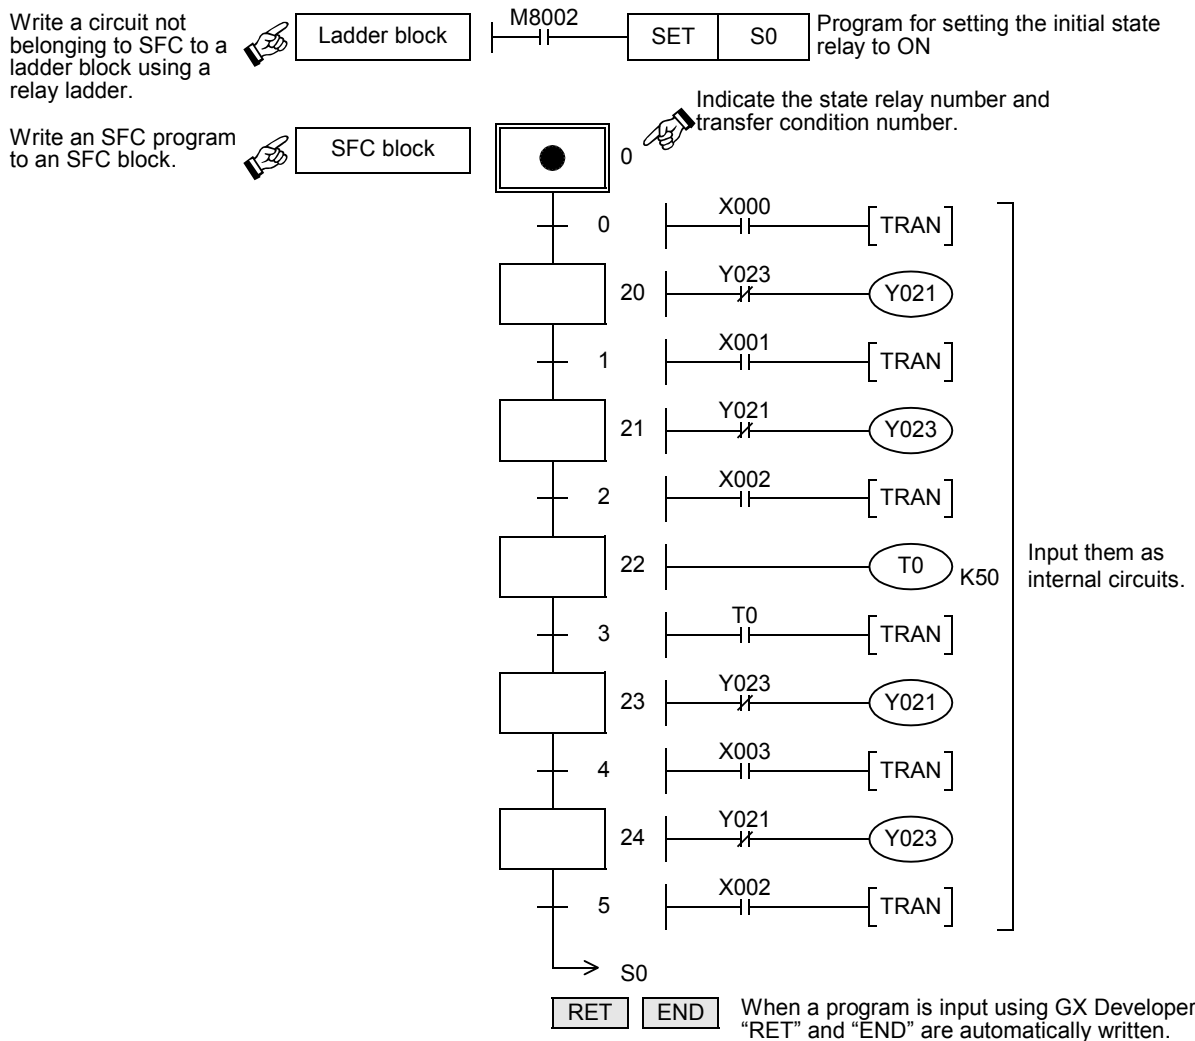 Write a circuit not
belonging to SFC to a
ladder block using a
relay ladder.
Ladder block
M8002
SET S0
Program for setting the initial state
relay to ON
Indicate the state relay number and
transfer condition number.
Write an SFC program
to an SFC block.
SFC block
0
0
X000
TRAN
20
Y023
Y021
1
X001
TRAN
21
Y021
Y023
2
X002
TRAN
22
T0
K50
Input them as
internal circuits.
3
T0
TRAN
23
Y023
Y021
4
X003
TRAN
24
Y021
Y023
5
X002
TRAN
S0
RET END
When a program is input using GX Developer
“RET” and “END” are automatically written.